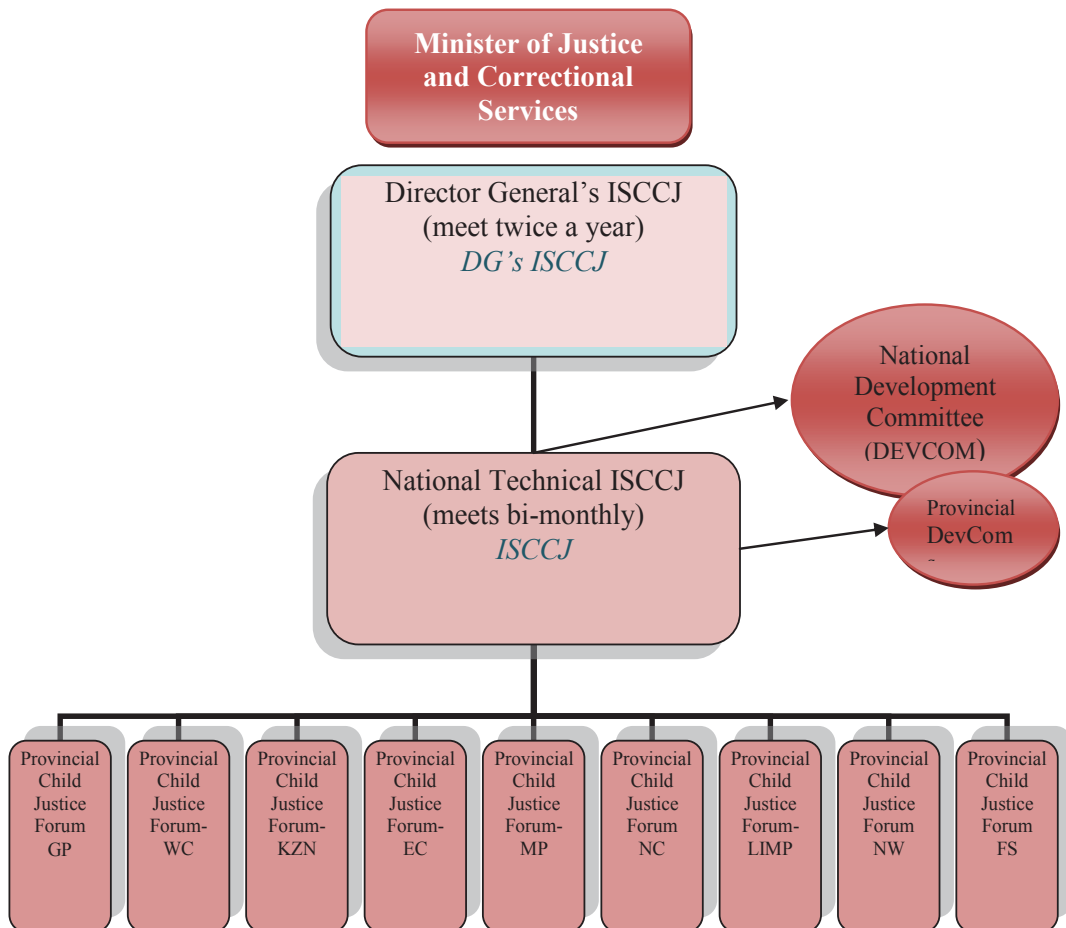 Minister of Justice
and Correctional
Services
Director General’s ISCCJ
(meet twice a year)
DG’s ISCCJ
National
Development
Committee
(DEVCOM)
National Technical ISCCJ
(meets bi-monthly)
ISCCJ
Provincial
DevCom
Provincial
Child
Justice
Forum
GP
Provincial
Child
Justice
Forum-
WC
Provincial
Child
Justice
Forum-
KZN
Provincial
Child
Justice
Forum-
EC
Provincial
Child
Justice
Forum-
MP
Provincial
Child
Justice
Forum
NC
Provincial
Child
Justice
Forum-
LIMP
Provincial
Child
Justice
Forum
NW
Provincial
Child
Justice
Forum
FS